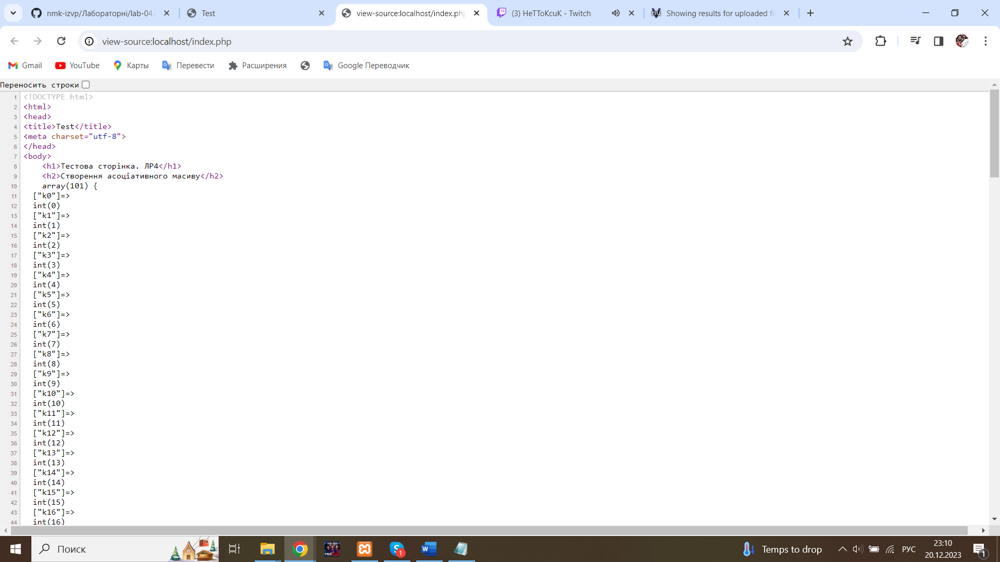 nmk-izvp/Лабораторні/lab-04.
Test
view-source:localhost/index.php
(3) HeTToKcuK - Twitch
Showing results for uploaded fi
view-source:localhost/index.php
Gmail
YouTube
Карты
Перевести
Расширения
Google Переводчик
Переносить строки
1 <!DOCTYPE html>
2 <html>
3 <head>
4 <title>Test</title>
5 <meta charset="utf-8">
6 </head>
7 <body>
8 <h1>Тестова сторінка. ЛР4</h1>
9 <h2>Створення асоціативного масиву</h2>
10 array(101) {
11 ["k0"]=>
12 int(0)
13 ["k1"]=>
14 int(1)
15 ["k2"]=>
16 int(2)
17 ["k3"]=>
18 int(3)
19 ["k4"]=>
20 int(4)
21 ["k5"]=>
22 int(5)
23 ["k6"]=>
24 int(6)
25 ["k7"]=>
26 int(7)
27 ["k8"]=>
28 int(8)
29 ["k9"]=>
30 int(9)
31 ["k10"]=>
32 int(10)
33 ["k11"]=>
34 int(11)
35 ["k12"]=>
36 int(12)
37 ["k13"]=>
38 int(13)
39 ["k14"]=>
40 int(14)
41 ["k15"]=>
42 int(15)
43 ["k16"]=>
44 int(16)
Поиск
1
Temps to drop
РУС
23:10
20.12.2023
1